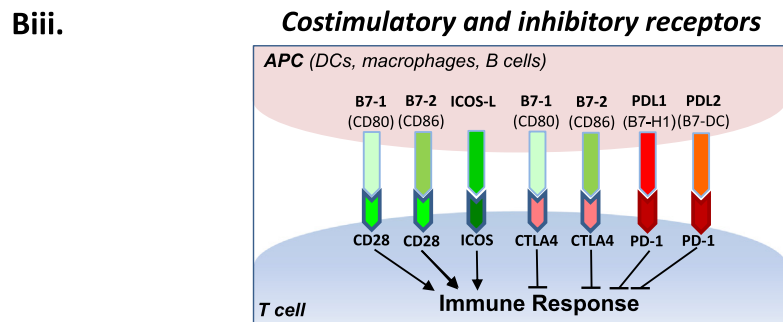 Biii.
Costimulatory and inhibitory receptors
APC (DCs, macrophages, B cells)
B7-1 B7-2 ICOS-L B7-1 B7-2 PDL1 PDL2
(CD80) (CD86) (CD80) (CD86) (B7-H1) (B7-DC)
CD28 CD28 ICOS CTLA4 CTLA4 PD-1 PD-1
Immune Response
T cell